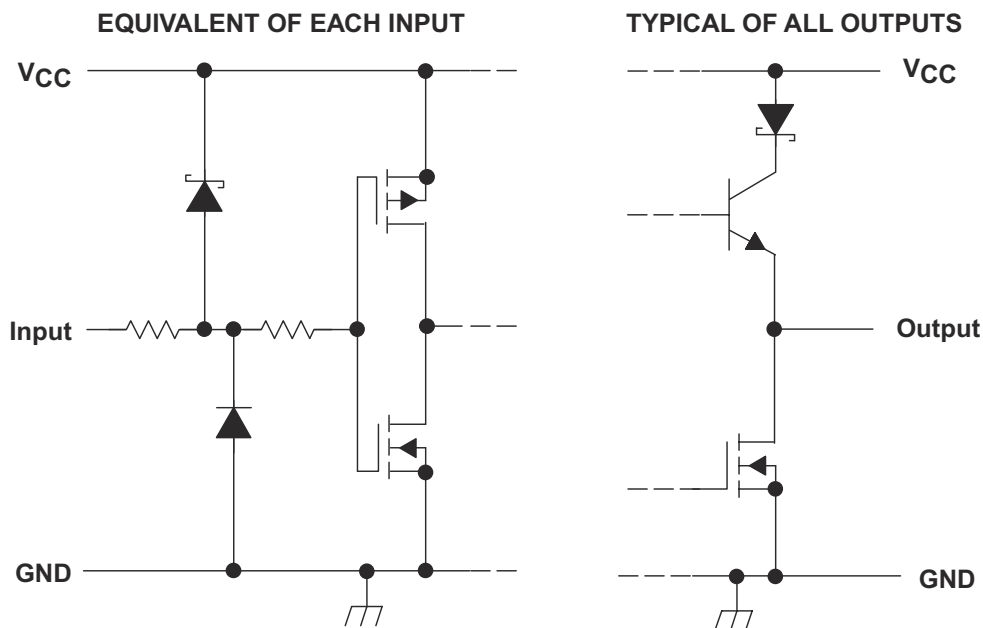 EQUIVALENT OF EACH INPUT
TYPICAL OF ALL OUTPUTS
VCC
VCC
Input
Output
GND
GND